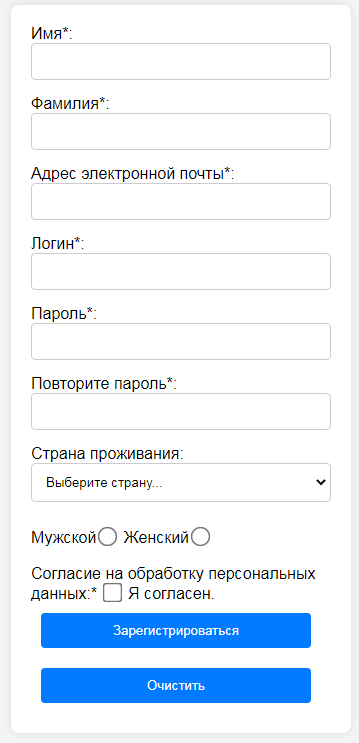 Имя*:
Фамилия*:
Адрес электронной почты*:
Логин*:
Пароль*:
Повторите пароль*:
Страна проживания:
Выберите страну...
Мужской Женский
Согласие на обработку персональных
данных:* Я согласен.
Зарегистрироваться
Очистить